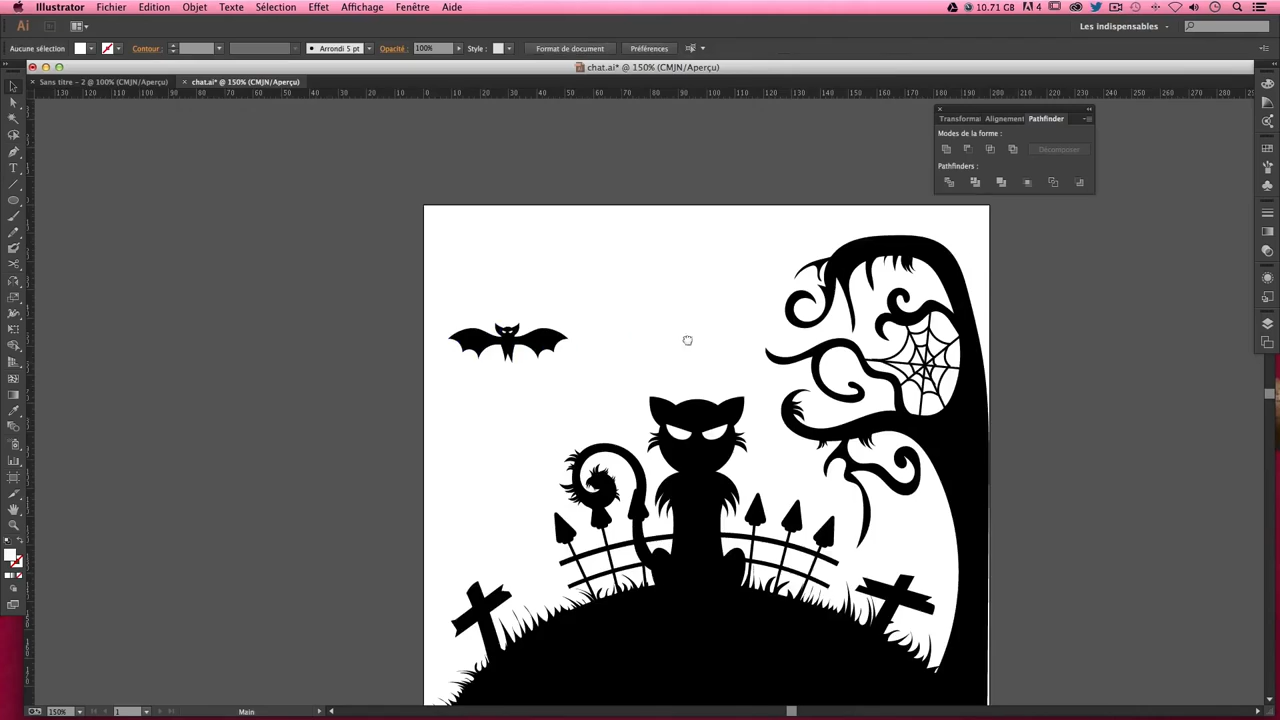 Illustrator Fichier Edition Objet Texte Sélection Effet Affichage Fenêtre Aide 10.71 GB 4
Ai Les Indispensables
Aucune sélection Contour : Arrondi 5 pt Opacité : 100% Style : Format de document Préférences
chat.ai* @ 150% (CMJN/Aperçu)
Sans titre – 2 @ 100% (CMJN/Aperçu) chat.ai* @ 150% (CMJN/Aperçu)
130 120 110 100 90 80 70 60 50 40 30 20 10 0 10 20 30 40 50 60 70 80 90 100 110 120 130 140 150 160 170 180 190 200 210 220 230 240 250 260 270 280
Transforma Alignement Pathfinder
Modes de la forme :
Décomposer
Pathfinders :
150% 1 Main